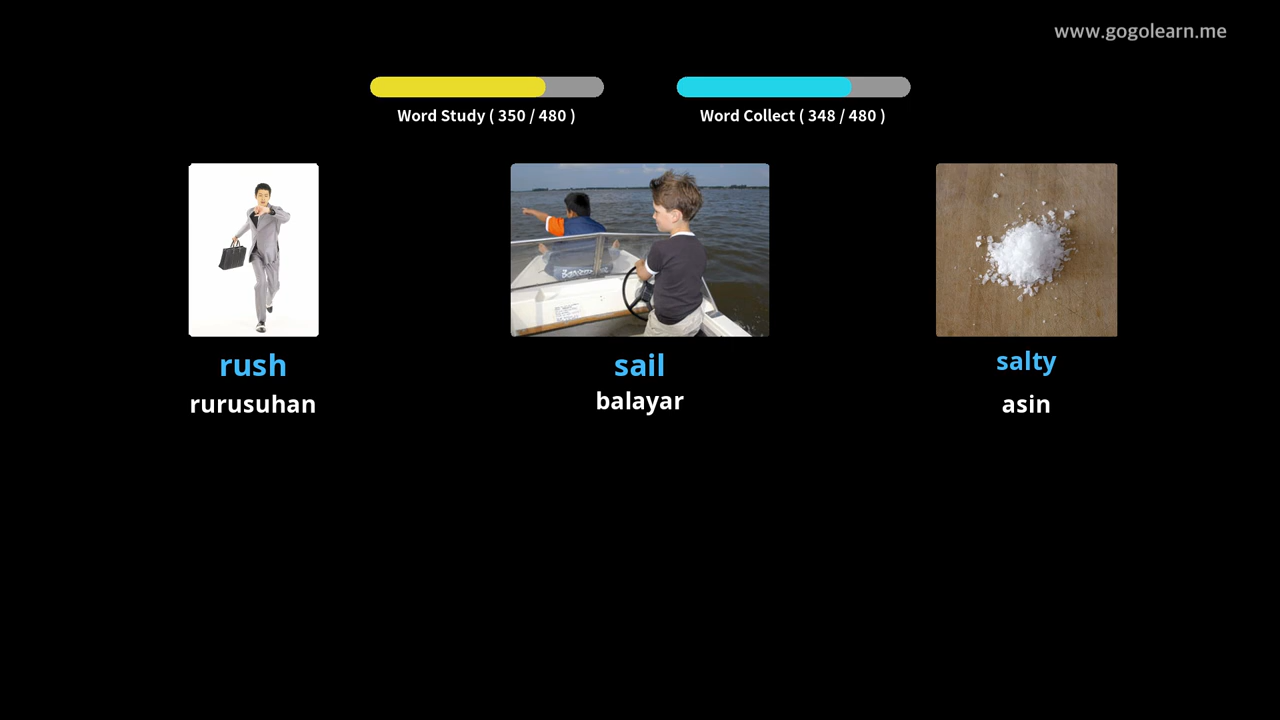 www.gogolearn.me
Word Study ( 350 / 480 )
Word Collect ( 348 / 480 )
rush
rurusuhan
sail
balayar
salty
asin